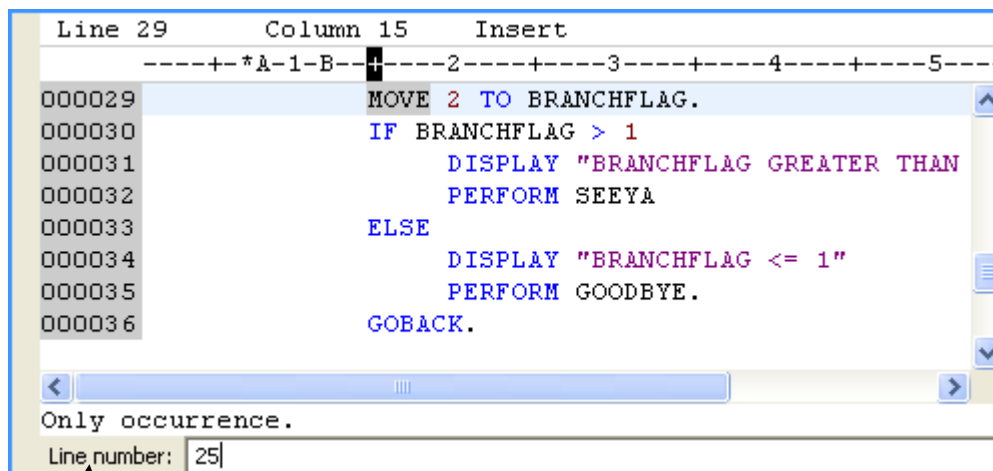 Line 29 Column 15 Insert
----+-*A-1-B--+----2----+----3----+----4----+----5---
000029 MOVE 2 TO BRANCHFLAG.
000030 IF BRANCHFLAG > 1
000031 DISPLAY "BRANCHFLAG GREATER THAN
000032 PERFORM SEEYA
000033 ELSE
000034 DISPLAY "BRANCHFLAG <= 1"
000035 PERFORM GOODBYE.
000036 GOBACK.
Only occurrence.
Line number: 25